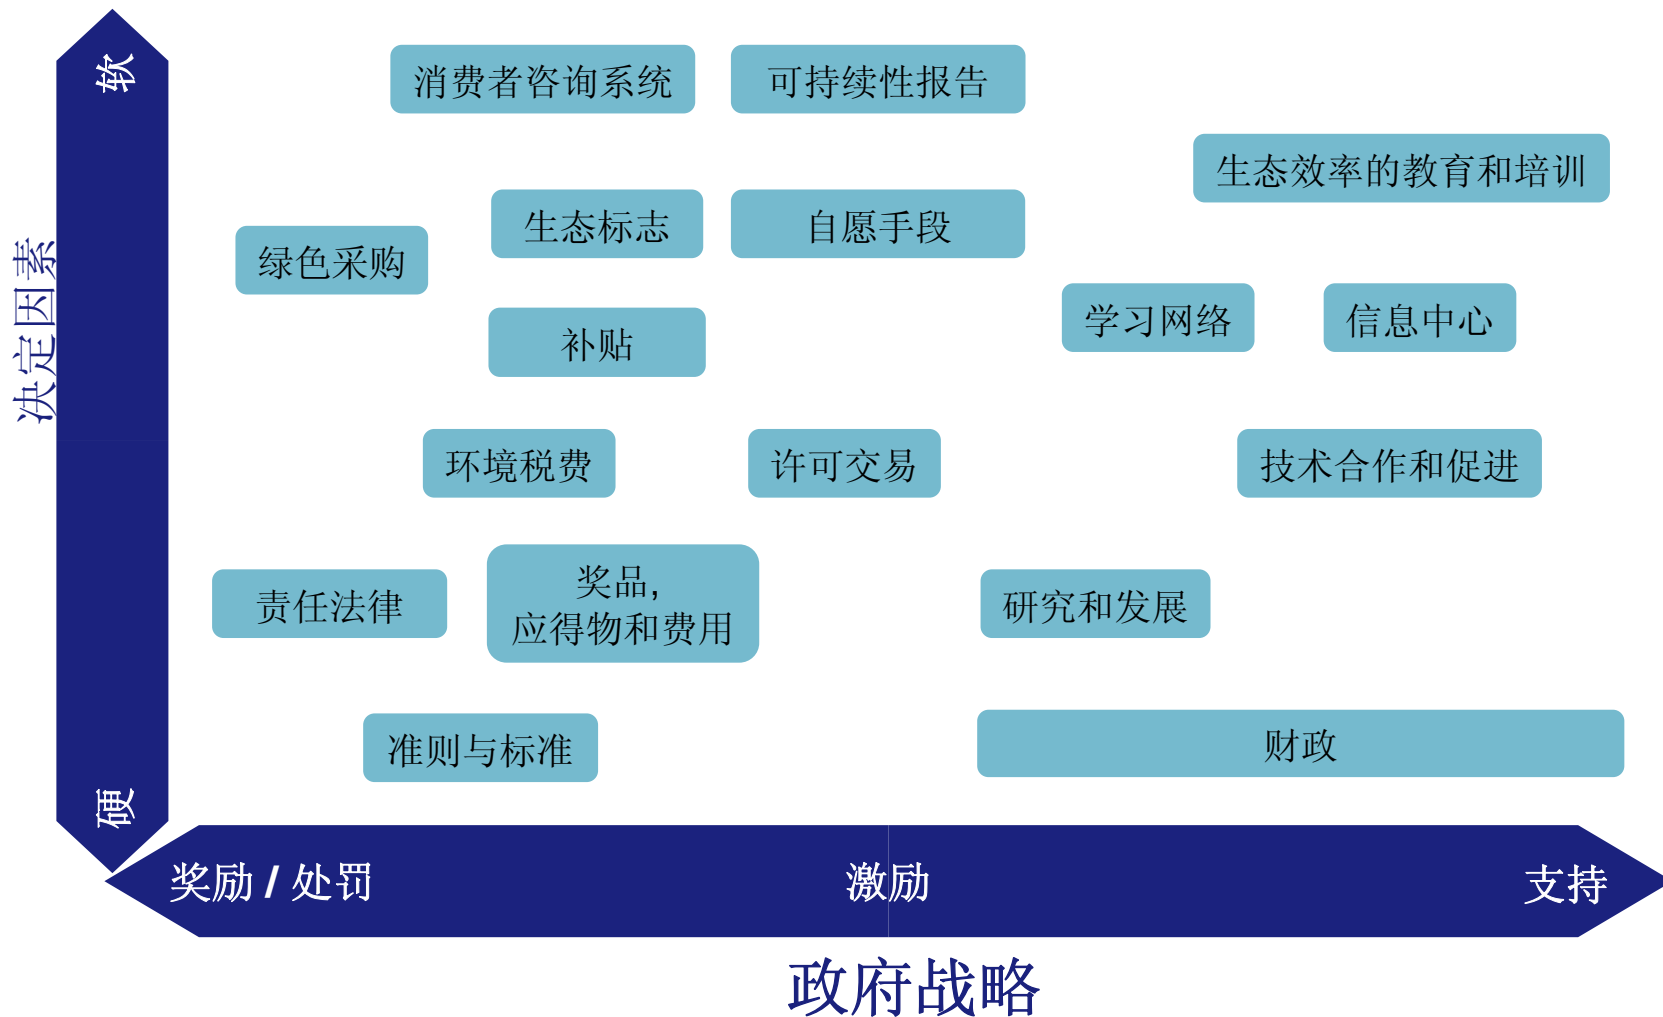 软
消费者咨询系统
可持续性报告
生态效率的教育和培训
生态标志
自愿手段
绿色采购
决定因素
学习网络
信息中心
补贴
环境税费
许可交易
技术合作和促进
责任法律
奖品,
应得物和费用
研究和发展
准则与标准
财政
硬
奖励 / 处罚
激励
支持
政府战略